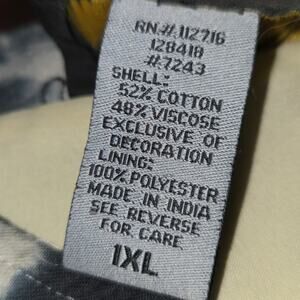 RN.# 112716
128418
#7243
SHELL:
52% COTTON
48% VISCOSE
EXCLUSIVE OF
DECORATION
LINING:
100% POLYESTER
MADE IN INDIA
SEE REVERSE
FOR CARE
1XL